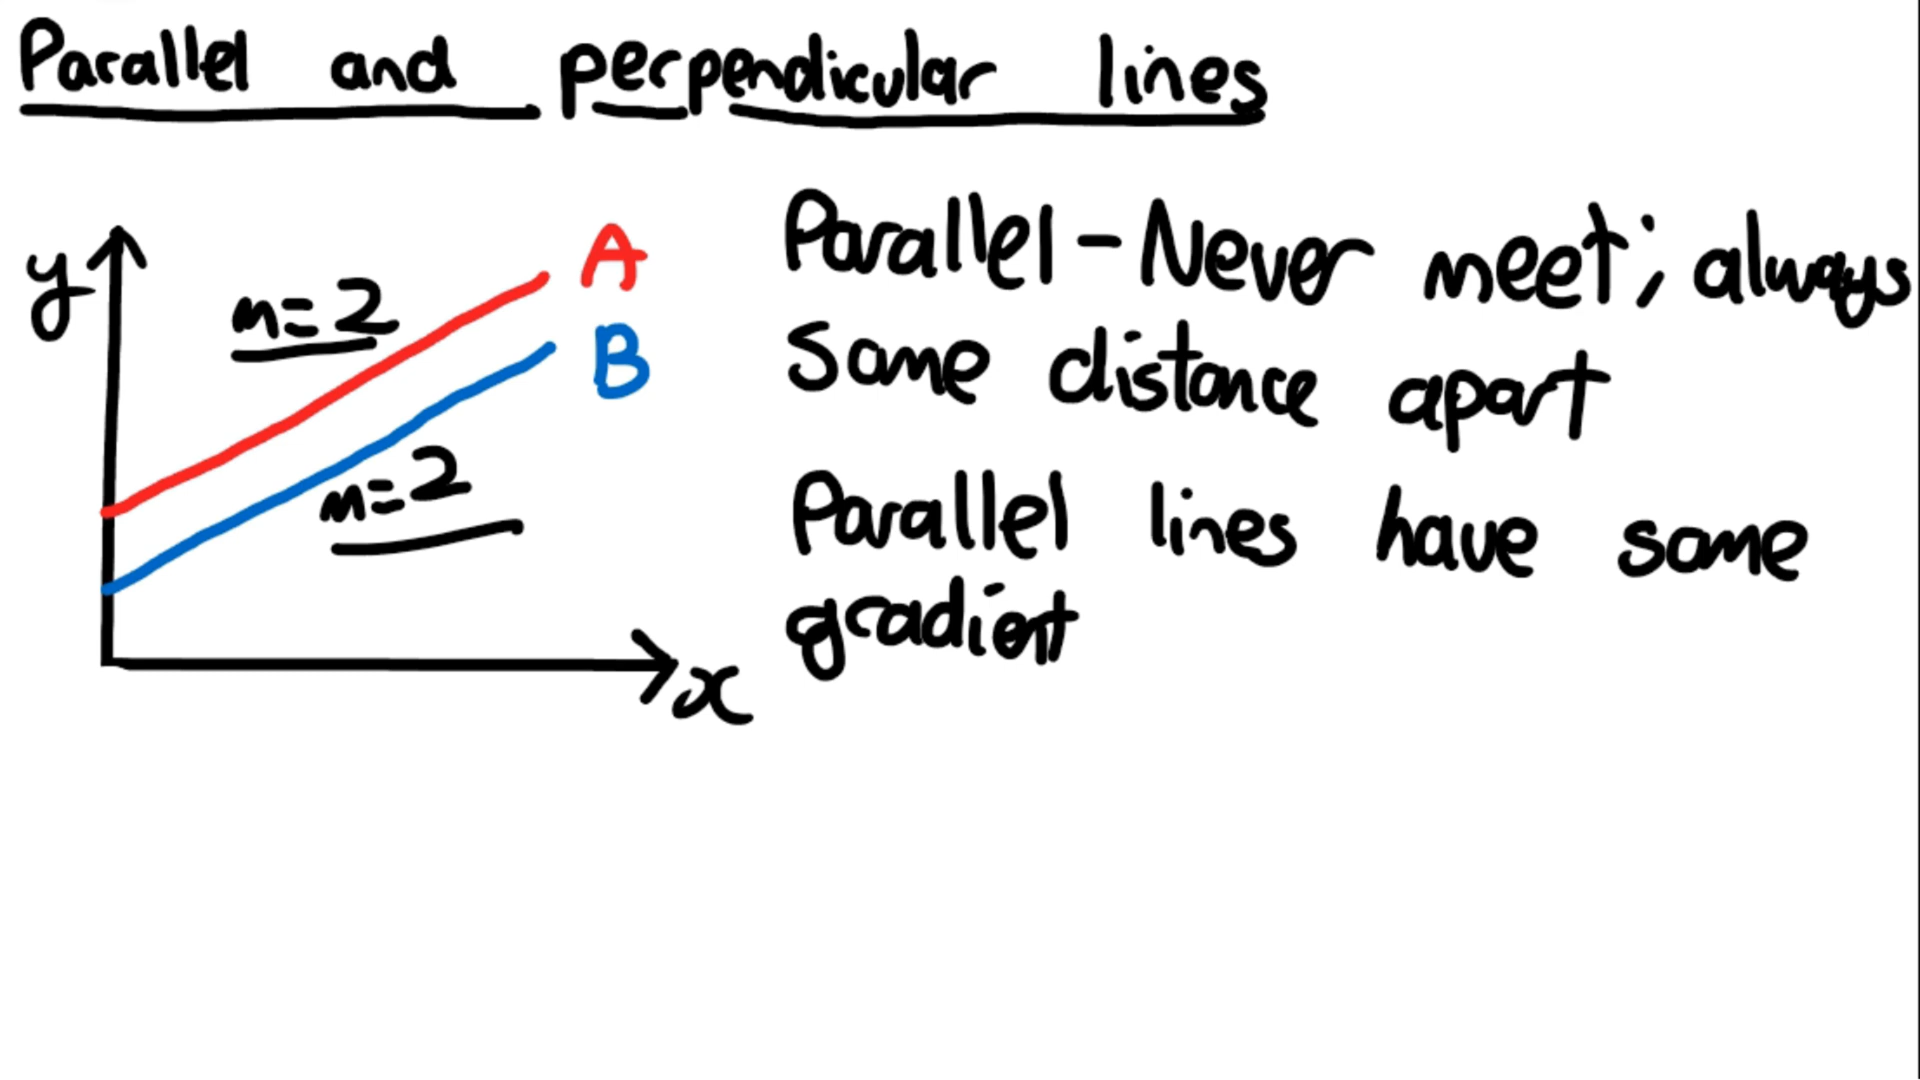 Parallel and perpendicular lines
y
m=2
A
B
m=2
x
Parallel - Never meet; always
Same distance apart
Parallel lines have same
gradient